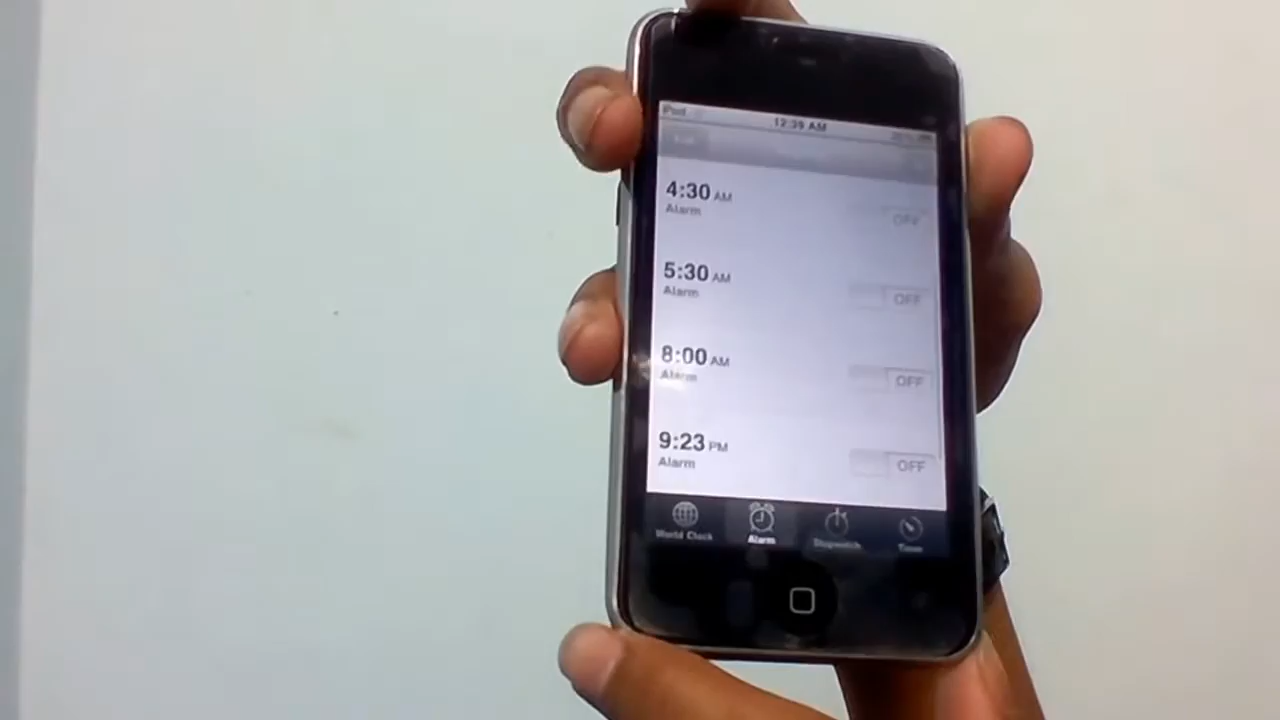 iPod 12:39 AM
4:30 AM
Alarm
OFF
5:30 AM
Alarm
OFF
8:00 AM
Alarm
OFF
9:23 PM
Alarm
OFF
World Clock Alarm Stopwatch Timer